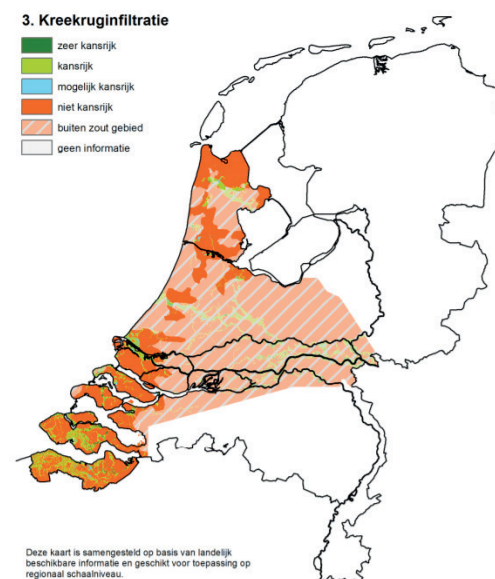 3. Kreekruginfiltratie
zeer kansrijk
kansrijk
mogelijk kansrijk
niet kansrijk
buiten zout gebied
geen informatie
Deze kaart is samengesteld op basis van landelijk
beschikbare informatie en geschikt voor toepassing op
regionaal schaalniveau.